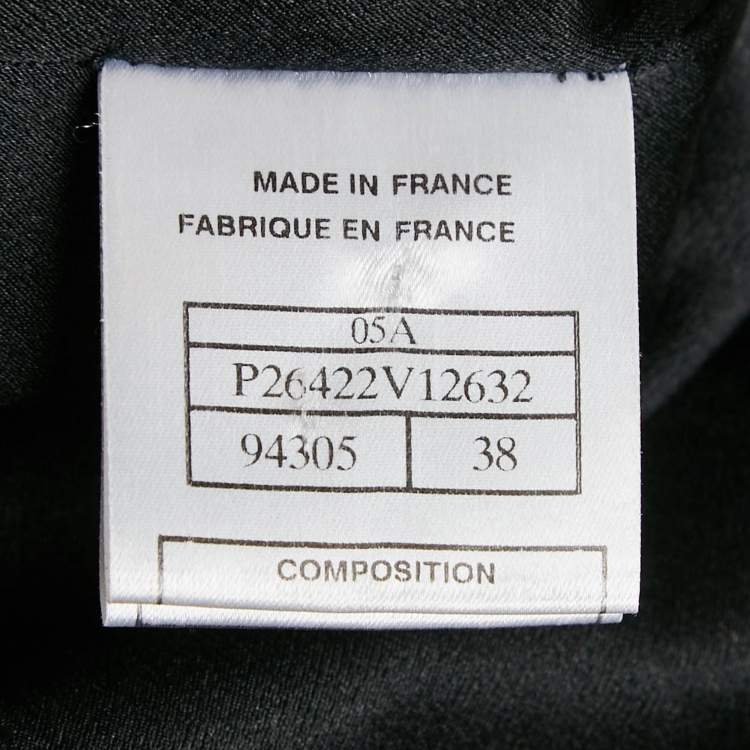 MADE IN FRANCE
FABRIQUE EN FRANCE
05A
P26422V12632
94305 38
COMPOSITION